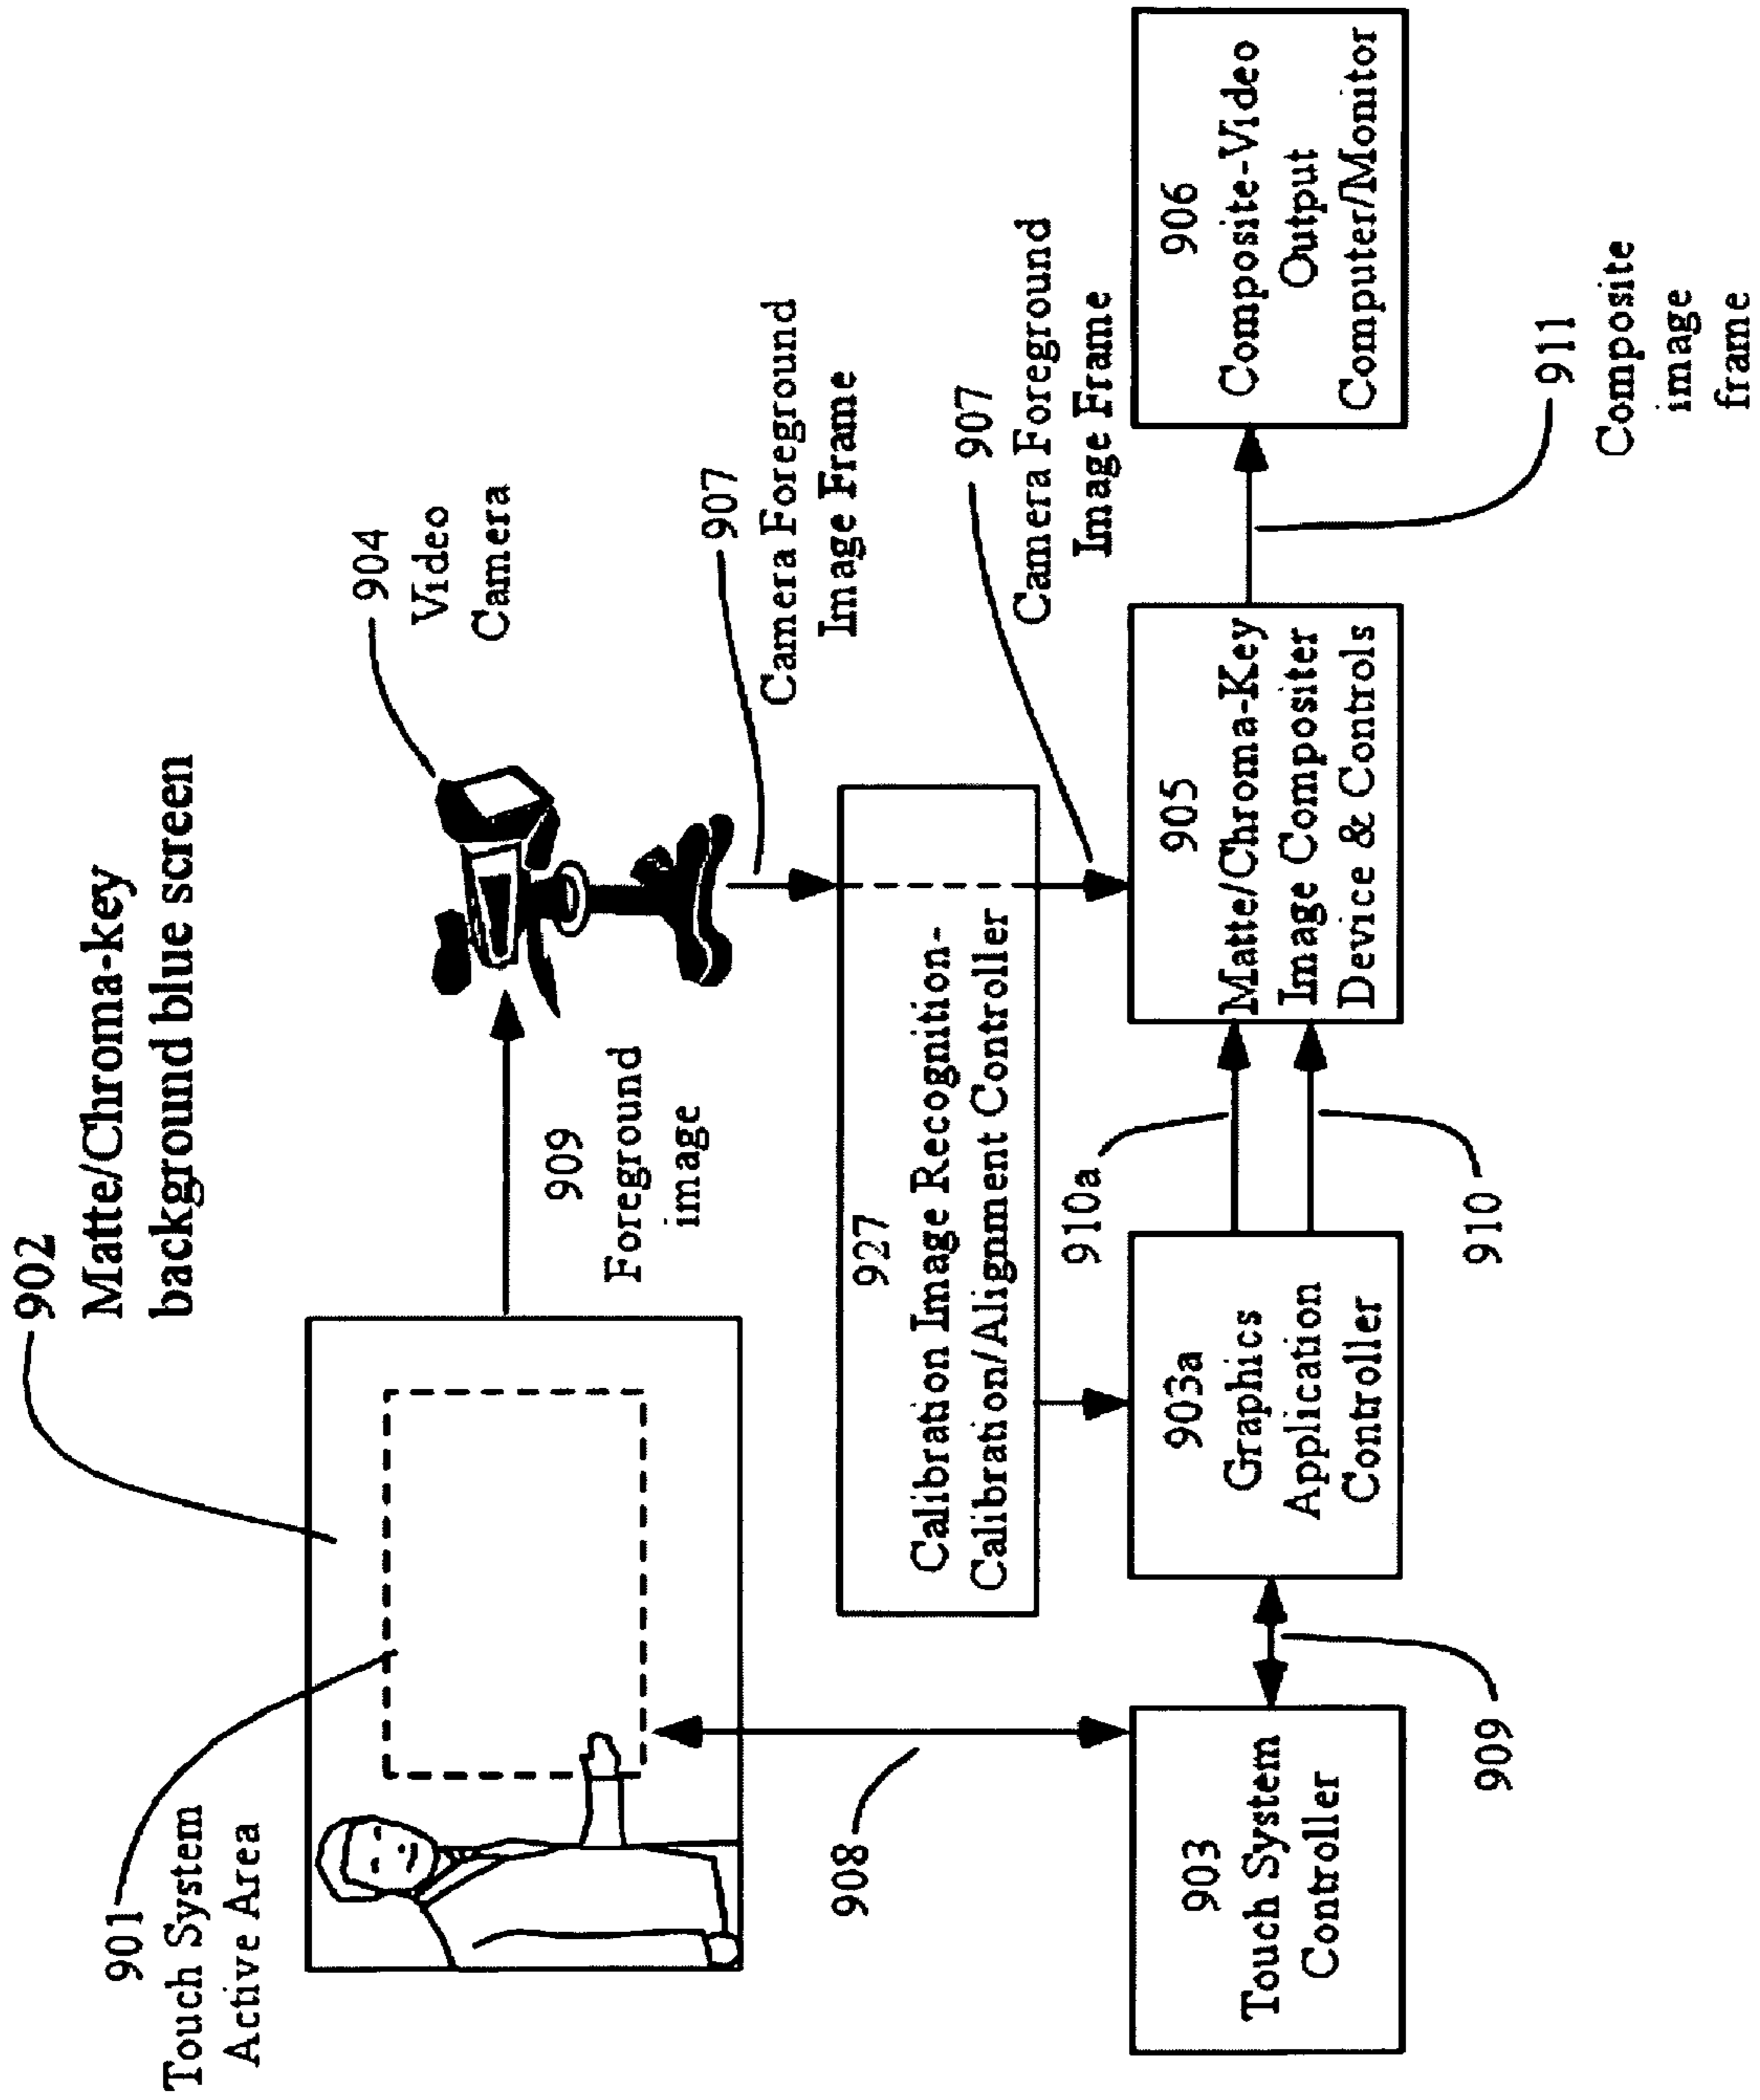 902
Matte/Chroma-key
background blue screen
901
Touch System
Active Area
904
Video
Camera
909
Foreground
image
907
Camera Foreground
Image Frame
927
Calibration Image Recognition-
Calibration/Alignment Controller
907
Camera Foreground
Image Frame
908
903
Touch System
Controller
909
903a
Graphics
Application
Controller
910a
910
905
Matte/Chroma-Key
Image Compositer
Device & Controls
906
Composite-Video
Output
Computer/Monitor
911
Composite
image
frame